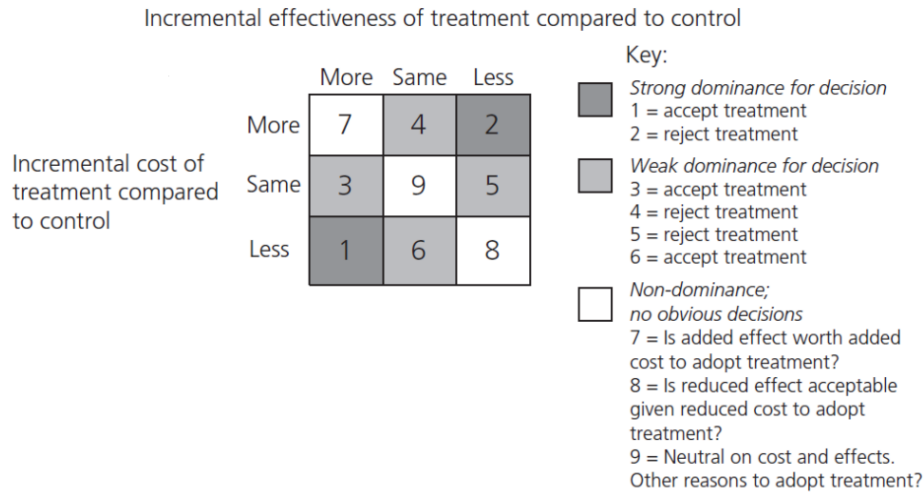 Incremental effectiveness of treatment compared to control
More Same Less
Incremental cost of
treatment compared
to control
More 7 4 2
Same 3 9 5
Less 1 6 8
Key:
Strong dominance for decision
1 = accept treatment
2 = reject treatment
Weak dominance for decision
3 = accept treatment
4 = reject treatment
5 = reject treatment
6 = accept treatment
Non-dominance;
no obvious decisions
7 = Is added effect worth added
cost to adopt treatment?
8 = Is reduced effect acceptable
given reduced cost to adopt
treatment?
9 = Neutral on cost and effects.
Other reasons to adopt treatment?